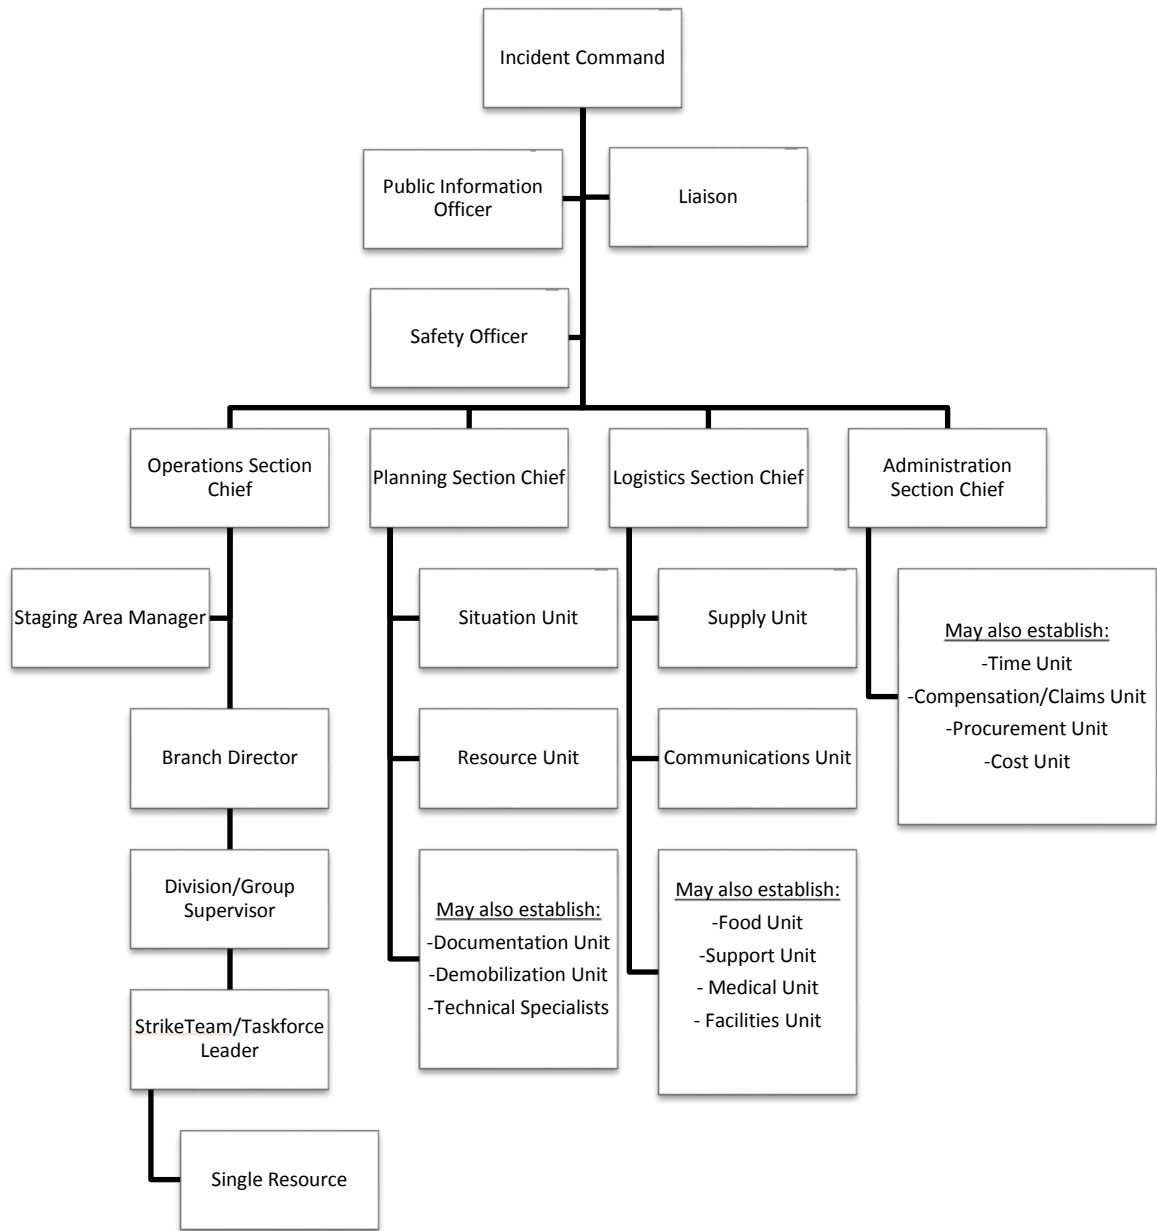 Incident Command
Public Information
Officer
Liaison
Safety Officer
Operations Section
Chief
Planning Section Chief
Logistics Section Chief
Administration
Section Chief
Staging Area Manager
Situation Unit
Supply Unit
May also establish:
-Time Unit
-Compensation/Claims Unit
-Procurement Unit
-Cost Unit
Branch Director
Resource Unit
Communications Unit
Division/Group
Supervisor
May also establish:
-Documentation Unit
-Demobilization Unit
-Technical Specialists
May also establish:
-Food Unit
-Support Unit
- Medical Unit
- Facilities Unit
StrikeTeam/Taskforce
Leader
Single Resource